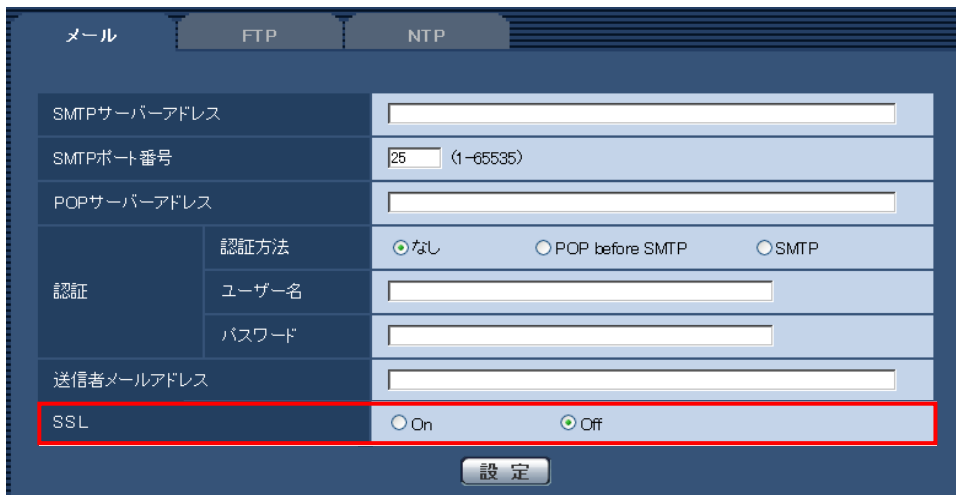 メール FTP NTP
SMTPサーバーアドレス
SMTPポート番号 25 (1-65535)
POPサーバーアドレス
認証 認証方法 なし POP before SMTP SMTP
ユーザー名
パスワード
送信者メールアドレス
SSL On Off
設定